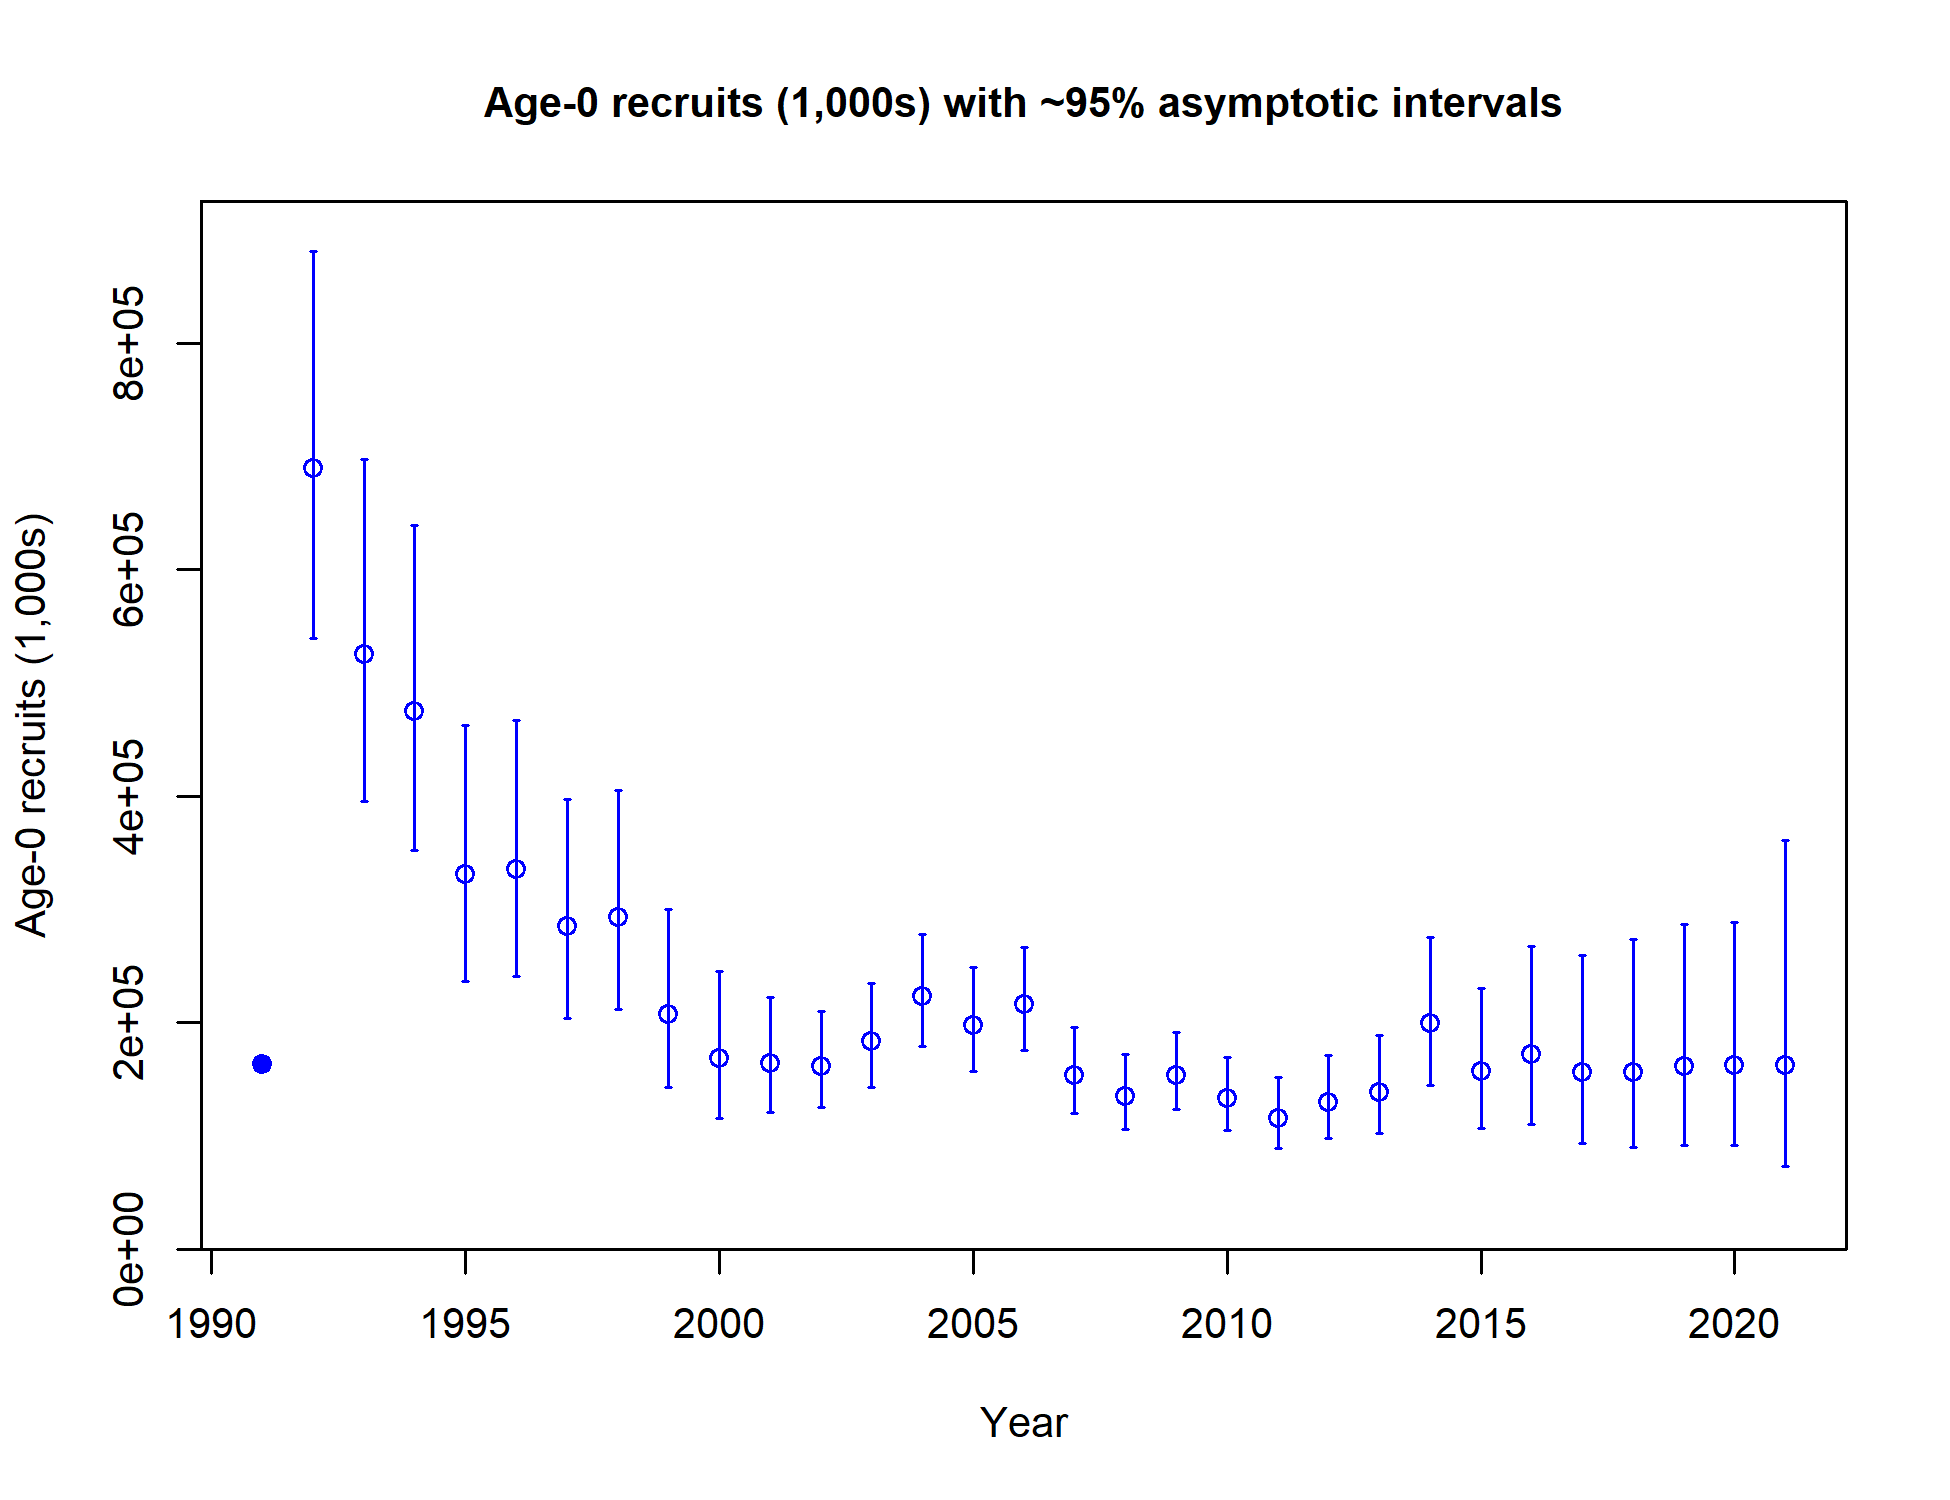 Age-0 recruits (1,000s) with ~95% asymptotic intervals
Age-0 recruits (1,000s)
8e+05
6e+05
4e+05
2e+05
0e+00
1990 1995 2000 2005 2010 2015 2020
Year